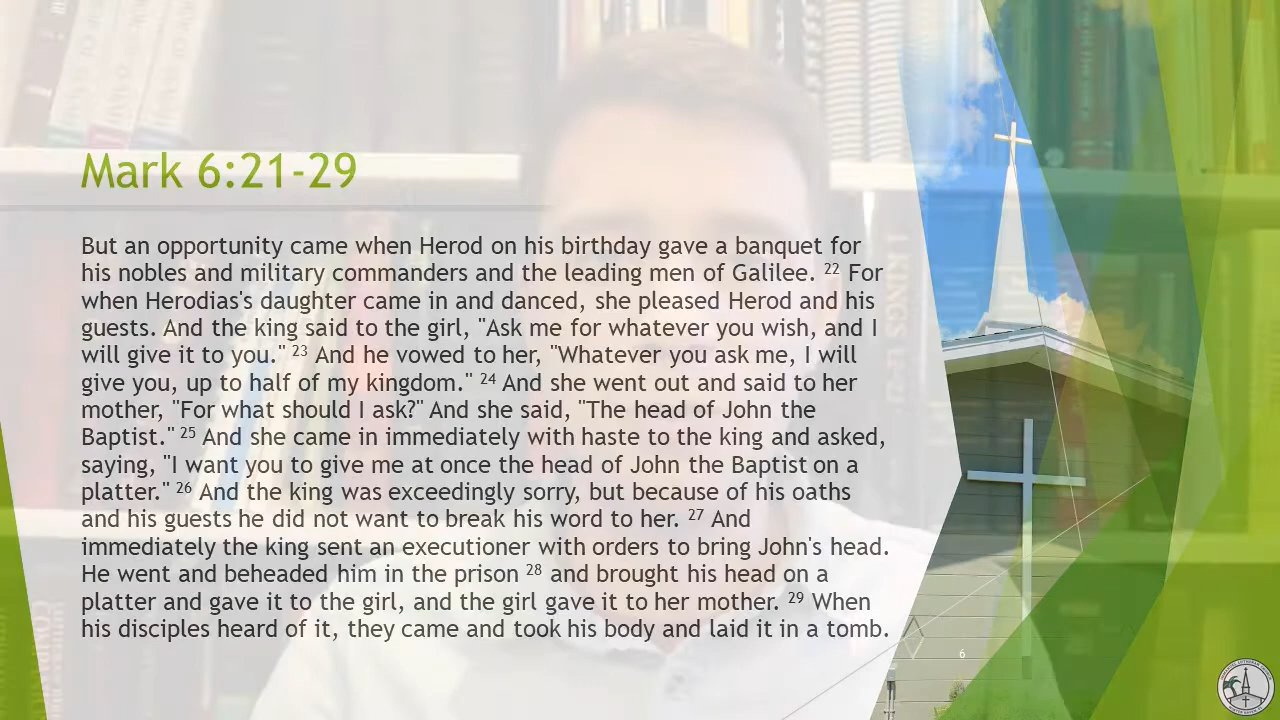 Mark 6:21-29
But an opportunity came when Herod on his birthday gave a banquet for
his nobles and military commanders and the leading men of Galilee. 22 For
when Herodias's daughter came in and danced, she pleased Herod and his
guests. And the king said to the girl, "Ask me for whatever you wish, and I
will give it to you." 23 And he vowed to her, "Whatever you ask me, I will
give you, up to half of my kingdom." 24 And she went out and said to her
mother, "For what should I ask?" And she said, "The head of John the
Baptist." 25 And she came in immediately with haste to the king and asked,
saying, "I want you to give me at once the head of John the Baptist on a
platter." 26 And the king was exceedingly sorry, but because of his oaths
and his guests he did not want to break his word to her. 27 And
immediately the king sent an executioner with orders to bring John's head.
He went and beheaded him in the prison 28 and brought his head on a
platter and gave it to the girl, and the girl gave it to her mother. 29 When
his disciples heard of it, they came and took his body and laid it in a tomb.
6